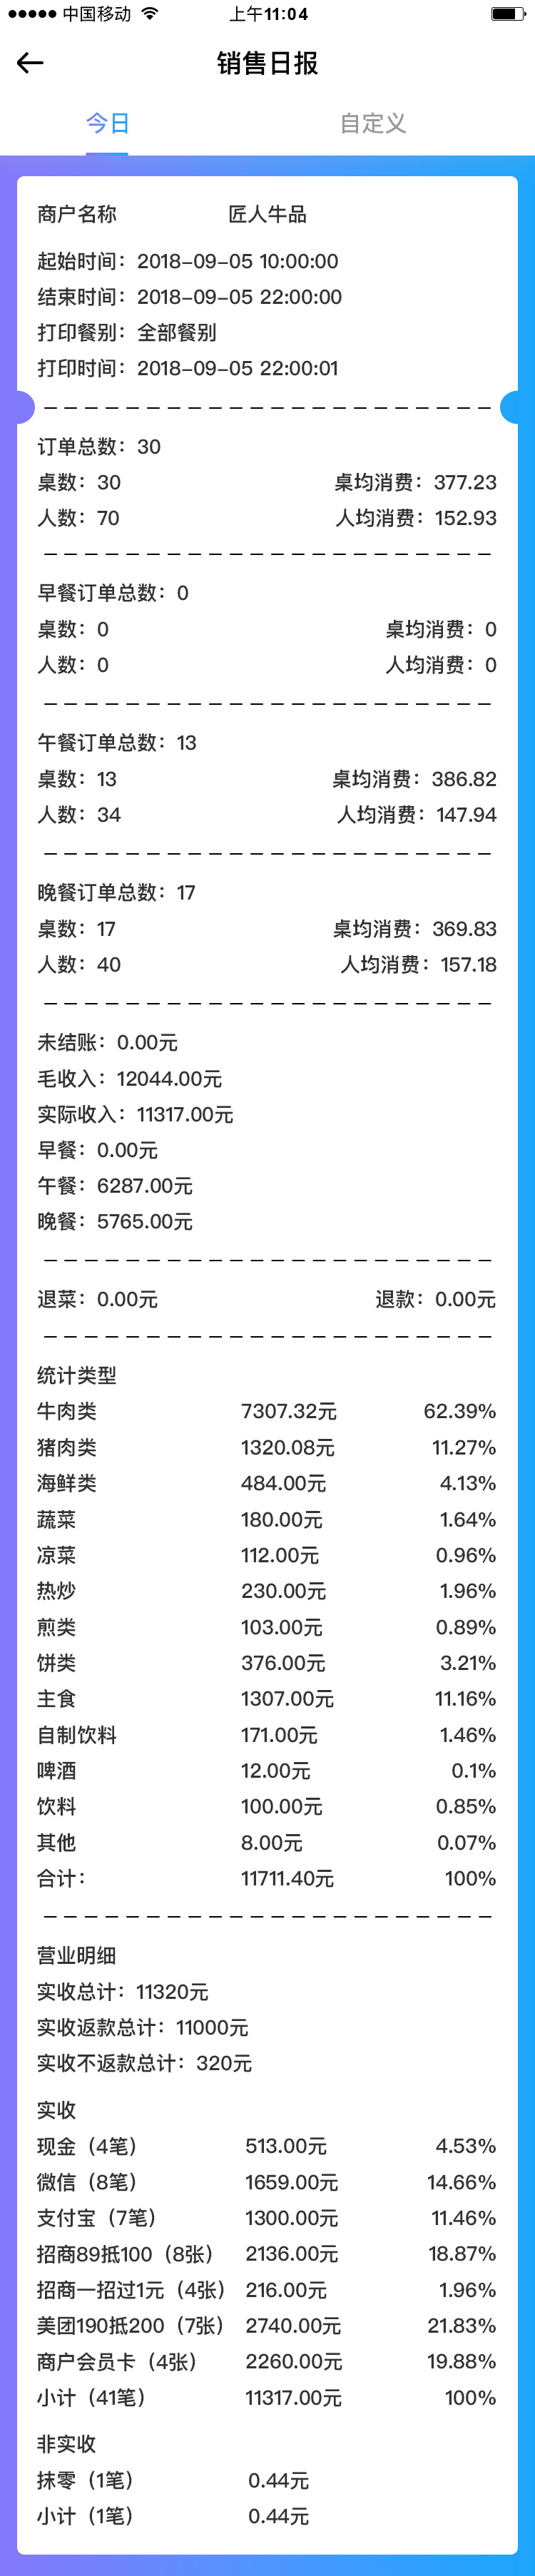 中国移动 上午11:04
销售日报
今日 自定义
商户名称 匠人牛品
起始时间：2018-09-05 10:00:00
结束时间：2018-09-05 22:00:00
打印餐别：全部餐别
打印时间：2018-09-05 22:00:01
订单总数：30
桌数：30 桌均消费：377.23
人数：70 人均消费：152.93
早餐订单总数：0
桌数：0 桌均消费：0
人数：0 人均消费：0
午餐订单总数：13
桌数：13 桌均消费：386.82
人数：34 人均消费：147.94
晚餐订单总数：17
桌数：17 桌均消费：369.83
人数：40 人均消费：157.18
未结账：0.00元
毛收入：12044.00元
实际收入：11317.00元
早餐：0.00元
午餐：6287.00元
晚餐：5765.00元
退菜：0.00元 退款：0.00元
统计类型
牛肉类 7307.32元 62.39%
猪肉类 1320.08元 11.27%
海鲜类 484.00元 4.13%
蔬菜 180.00元 1.64%
凉菜 112.00元 0.96%
热炒 230.00元 1.96%
煎类 103.00元 0.89%
饼类 376.00元 3.21%
主食 1307.00元 11.16%
自制饮料 171.00元 1.46%
啤酒 12.00元 0.1%
饮料 100.00元 0.85%
其他 8.00元 0.07%
合计： 11711.40元 100%
营业明细
实收总计：11320元
实收返款总计：11000元
实收不返款总计：320元
实收
现金（4笔） 513.00元 4.53%
微信（8笔） 1659.00元 14.66%
支付宝（7笔） 1300.00元 11.46%
招商89抵100（8张） 2136.00元 18.87%
招商一招过1元（4张） 216.00元 1.96%
美团190抵200（7张） 2740.00元 21.83%
商户会员卡（4张） 2260.00元 19.88%
小计（41笔） 11317.00元 100%
非实收
抹零（1笔） 0.44元
小计（1笔） 0.44元